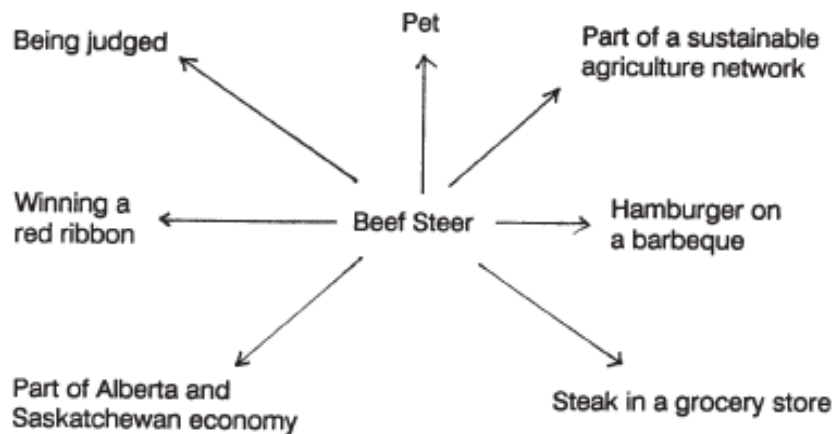 Being judged
Pet
Part of a sustainable
agriculture network
Winning a
red ribbon
Beef Steer
Hamburger on
a barbeque
Part of Alberta and
Saskatchewan economy
Steak in a grocery store